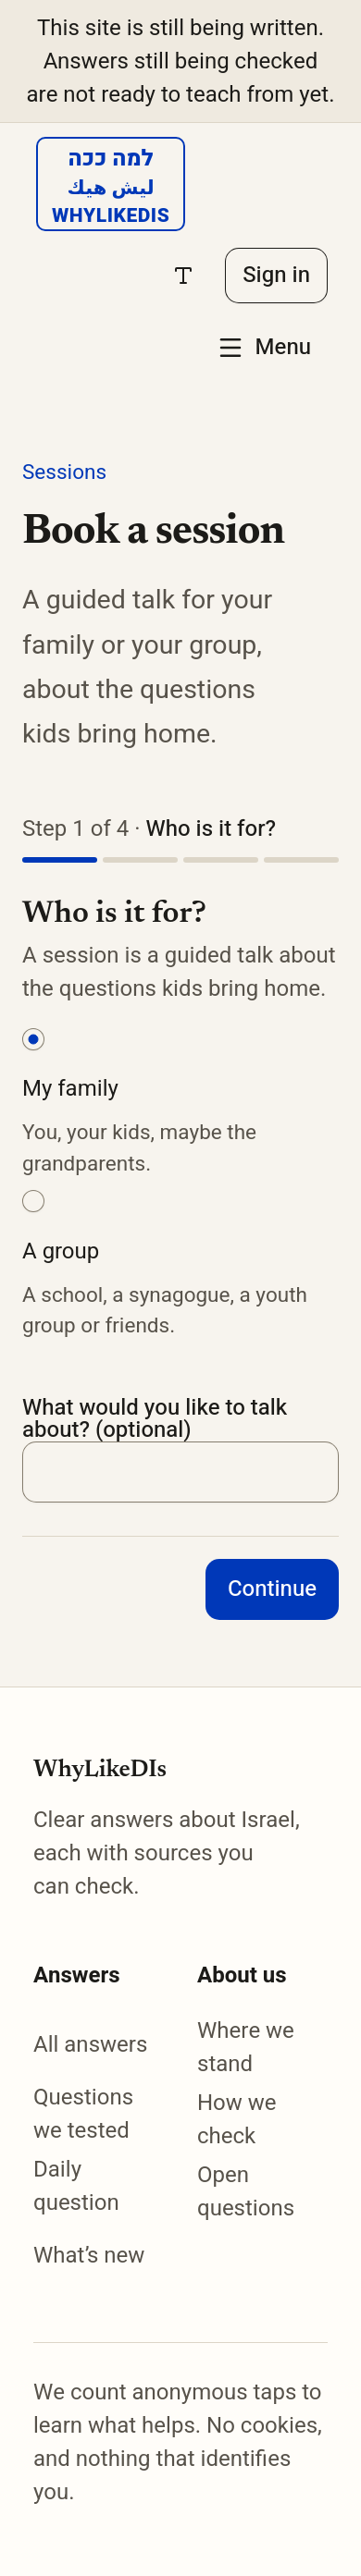 This site is still being written.
Answers still being checked
are not ready to teach from yet.
למה ככה
ليش هيك
WHYLIKEDIS
Sign in
Menu
Sessions
Book a session
A guided talk for your
family or your group,
about the questions
kids bring home.
Step 1 of 4 · Who is it for?
Who is it for?
A session is a guided talk about
the questions kids bring home.
My family
You, your kids, maybe the
grandparents.
A group
A school, a synagogue, a youth
group or friends.
What would you like to talk
about? (optional)
Continue
WhyLikeDIs
Clear answers about Israel,
each with sources you
can check.
Answers
All answers
Questions
we tested
Daily
question
What’s new
About us
Where we
stand
How we
check
Open
questions
We count anonymous taps to
learn what helps. No cookies,
and nothing that identifies
you.